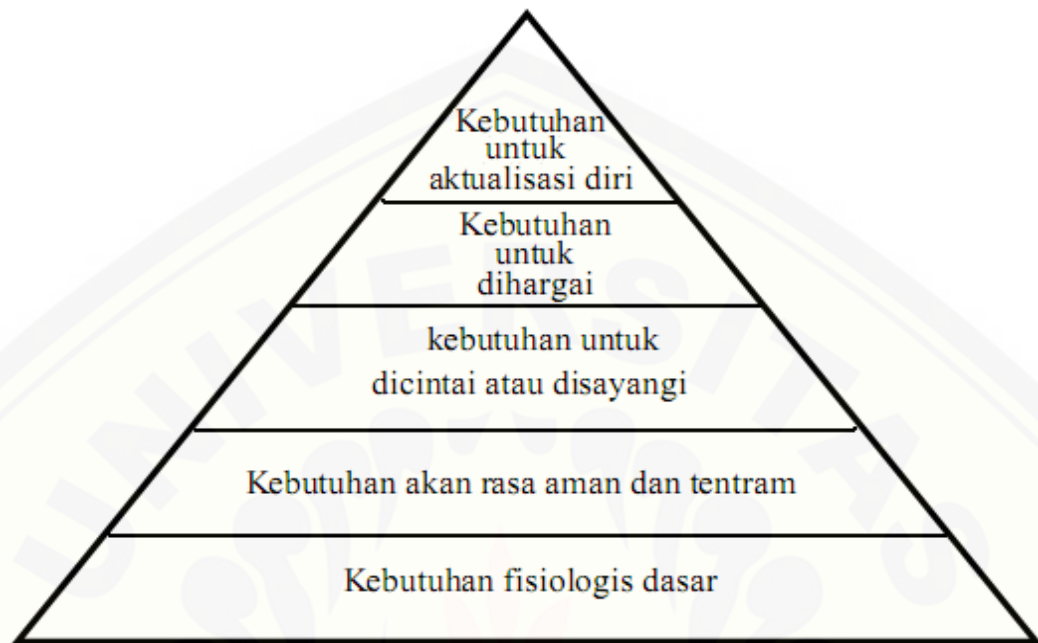 Kebutuhan
untuk
aktualisasi diri
Kebutuhan
untuk
dihargai
kebutuhan untuk
dicintai atau disayangi
Kebutuhan akan rasa aman dan tentram
Kebutuhan fisiologis dasar
UNIVERSITAS